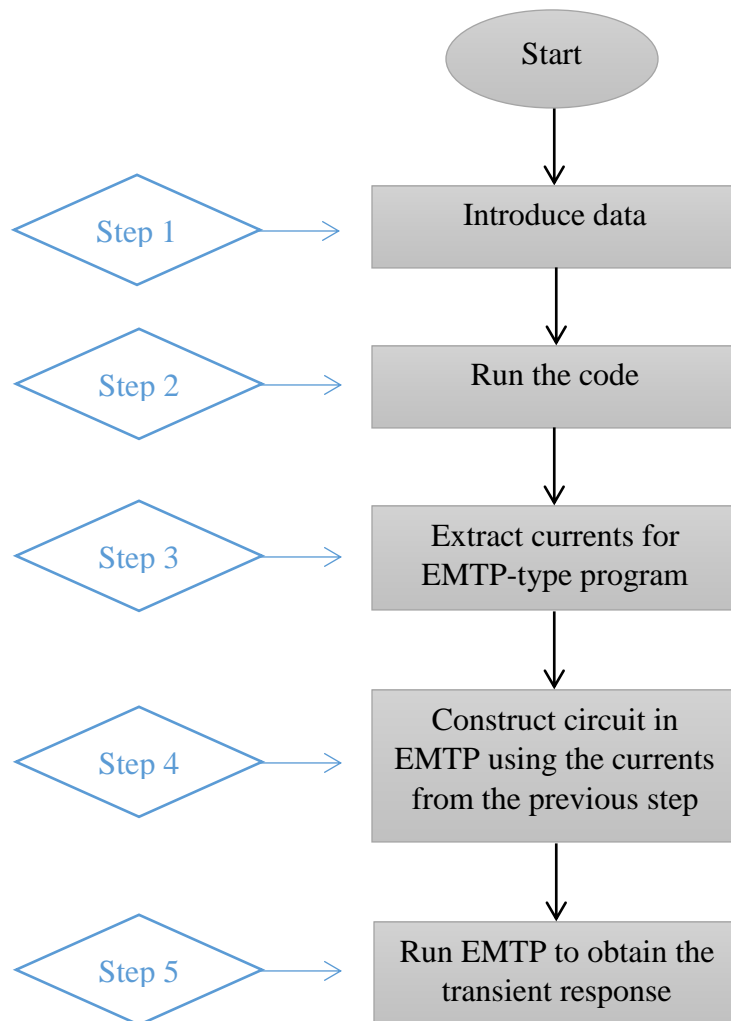 Start
Step 1
Introduce data
Step 2
Run the code
Step 3
Extract currents for
EMTP-type program
Step 4
Construct circuit in
EMTP using the currents
from the previous step
Step 5
Run EMTP to obtain the
transient response